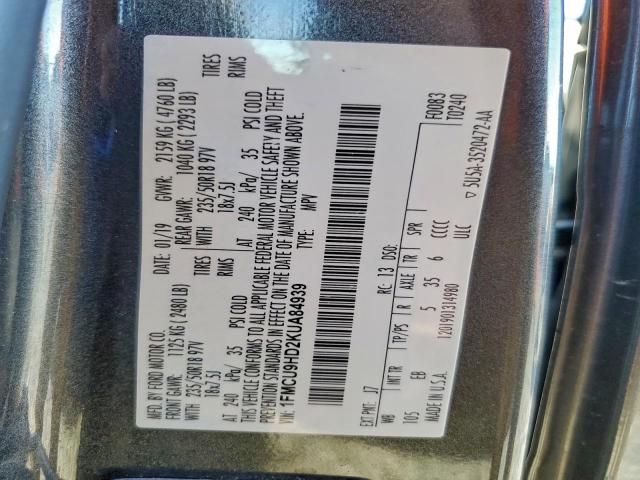 MFD. BY FORD MOTOR CO.
DATE: 01/19 GVWR: 2159 KG ( 4760 LB)
FRONT GAWR: 1125 KG ( 2480 LB) REAR GAWR: 1040 KG ( 2293 LB)
WITH 235/50R18 97V TIRES WITH 235/50R18 97V TIRES
18x7.5J RIMS 18x7.5J RIMS
AT 240 kPa/ 35 PSI COLD AT 240 kPa/ 35 PSI COLD
THIS VEHICLE CONFORMS TO ALL APPLICABLE FEDERAL MOTOR VEHICLE SAFETY AND THEFT
PREVENTION STANDARDS IN EFFECT ON THE DATE OF MANUFACTURE SHOWN ABOVE.
VIN: 1FMCU9HD2KUA84939 TYPE: MPV
F0083
T0240
EXT PNT: J7 RC: 13 DSO:
WB INT TR TP/PS R AXLE TR SPR
105 EB 5 35 6 CCCC
MADE IN U.S.A. 1201901314980 ULC
5U5A-3S20472-AA